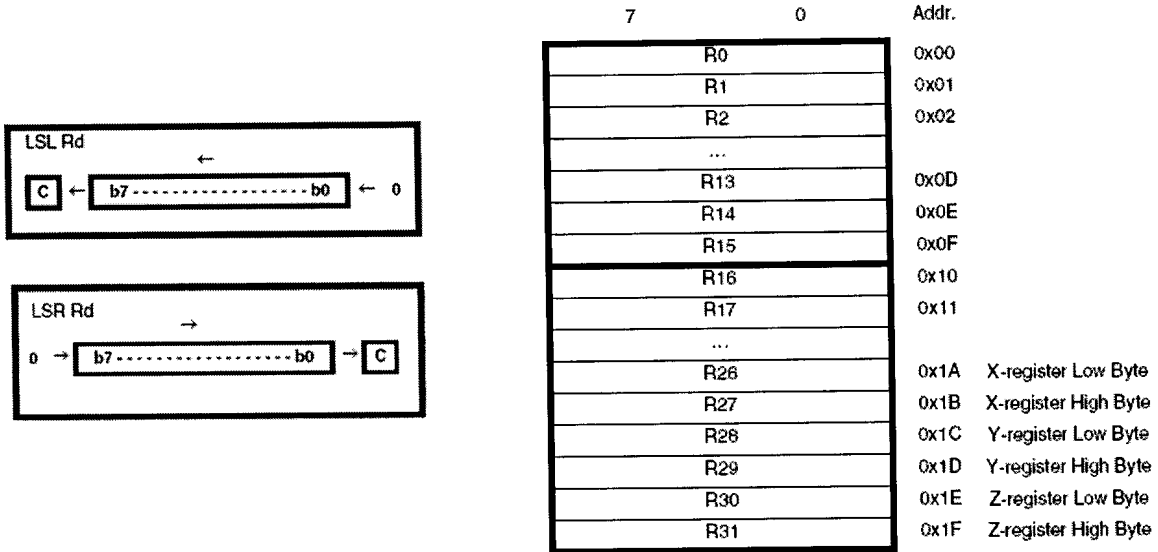 LSL Rd
←
C ← b7 - - - - - - - - - - - - - - - - - - b0 ← 0
LSR Rd
→
0 → b7 - - - - - - - - - - - - - - - - - - b0 → C
7 0 Addr.
R0 0x00
R1 0x01
R2 0x02
...
R13 0x0D
R14 0x0E
R15 0x0F
R16 0x10
R17 0x11
...
R26 0x1A X-register Low Byte
R27 0x1B X-register High Byte
R28 0x1C Y-register Low Byte
R29 0x1D Y-register High Byte
R30 0x1E Z-register Low Byte
R31 0x1F Z-register High Byte